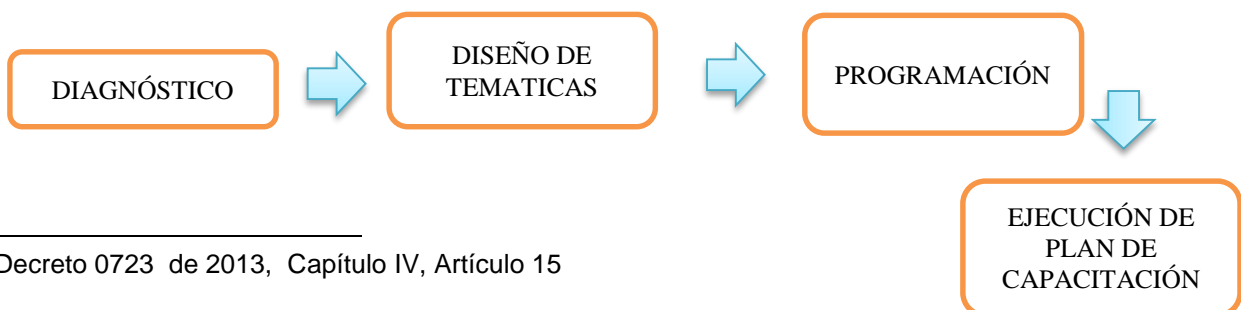 DIAGNÓSTICO
DISEÑO DE
TEMATICAS
PROGRAMACIÓN
EJECUCIÓN DE
PLAN DE
CAPACITACIÓN
Decreto 0723 de 2013, Capítulo IV, Artículo 15